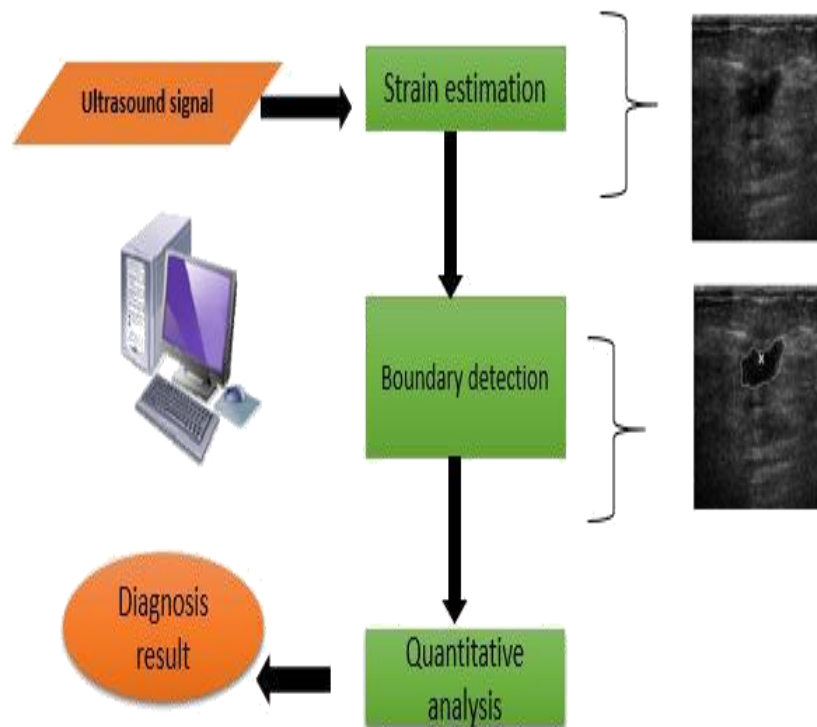 Ultrasound signal
Strain estimation
Boundary detection
x
Quantitative
analysis
Diagnosis
result